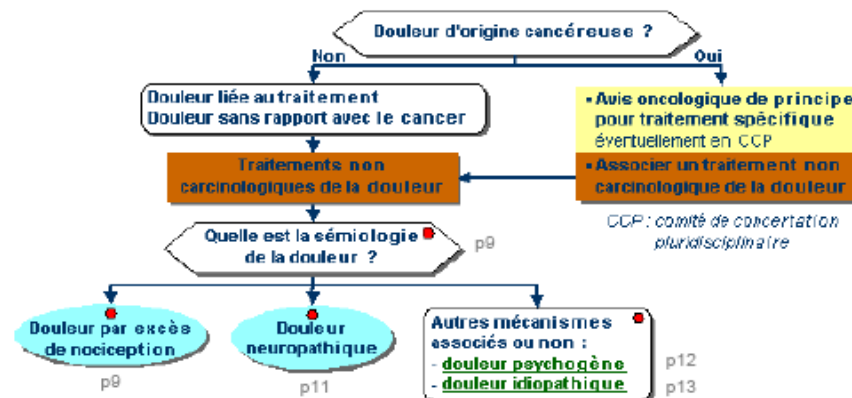 Douleur d'origine cancéreuse ?
Non
Oui
Douleur liée au traitement
Douleur sans rapport avec le cancer
▪ Avis oncologique de principe
pour traitement spécifique
éventuellement en CCP
▪ Associer un traitement non
carcinologique de la douleur
Traitements non
carcinologiques de la douleur
CCP : comité de concertation
pluridisciplinaire
Quelle est la sémiologie
de la douleur ?
p9
Douleur par excès
de nociception
p9
Douleur
neuropathique
p11
Autres mécanismes
associés ou non :
- douleur psychogène
p12
- douleur idiopathique
p13